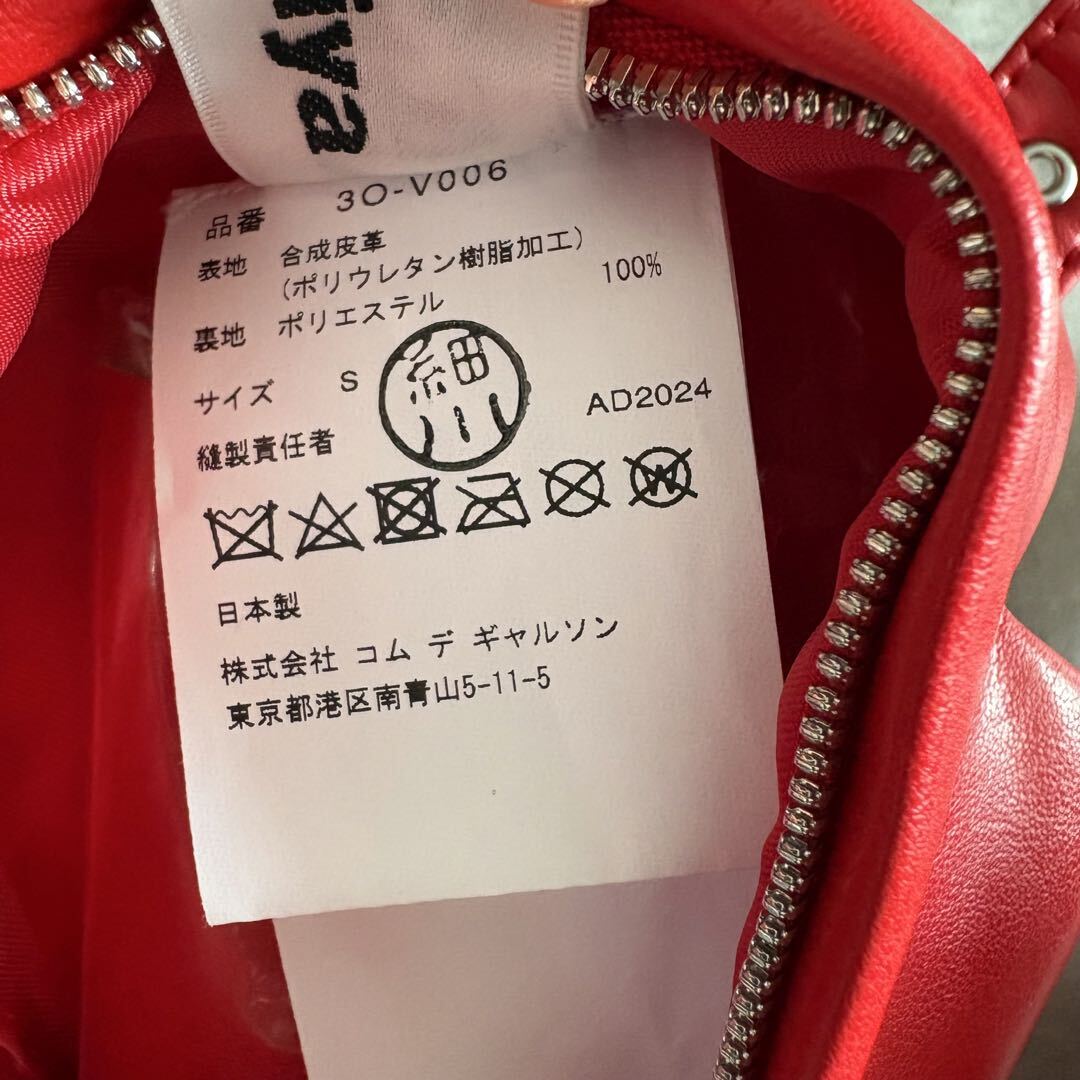 iya
品番 3O-V006
表地 合成皮革
(ポリウレタン樹脂加工)
裏地 ポリエステル 100%
サイズ S
細川
AD2024
縫製責任者
W
日本製
株式会社 コム デ ギャルソン
東京都港区南青山5-11-5